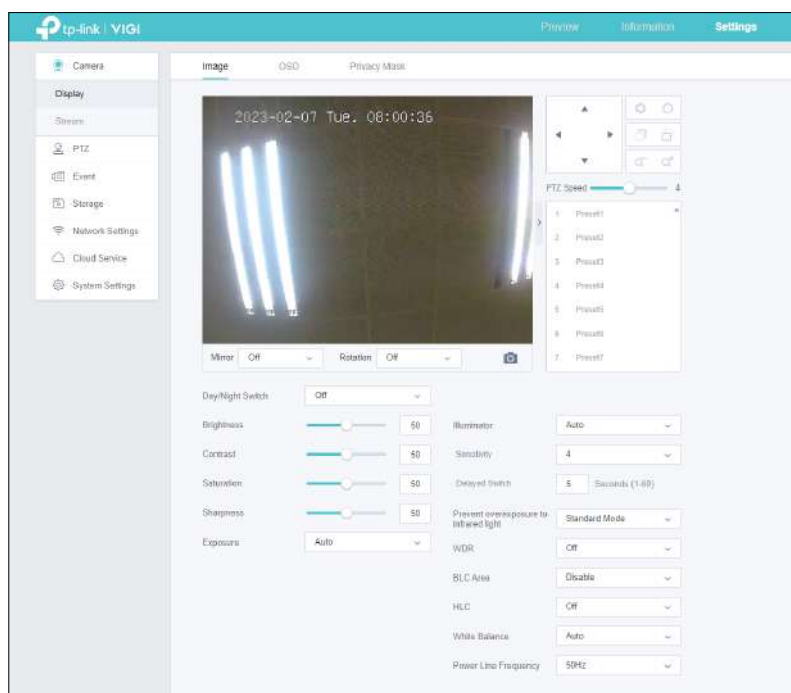 tp-link | VIGI
Preview
Information
Settings
Camera
Display
Stream
PTZ
Event
Storage
Network Settings
Cloud Service
System Settings
Image
OSD
Privacy Mask
2023-02-07 Tue. 08:00:36
PTZ Speed
4
1 Preset1
2 Preset2
3 Preset3
4 Preset4
5 Preset5
6 Preset6
7 Preset7
Mirror Off
Rotation Off
Day/Night Switch Off
Brightness 50
Contrast 50
Saturation 50
Sharpness 50
Exposure Auto
Illuminator Auto
Sensitivity 4
Delayed Switch 5 Seconds (1-60)
Prevent overexposure to
infrared light
Standard Mode
WDR Off
BLC Area Disable
HLC Off
White Balance Auto
Power Line Frequency 50Hz